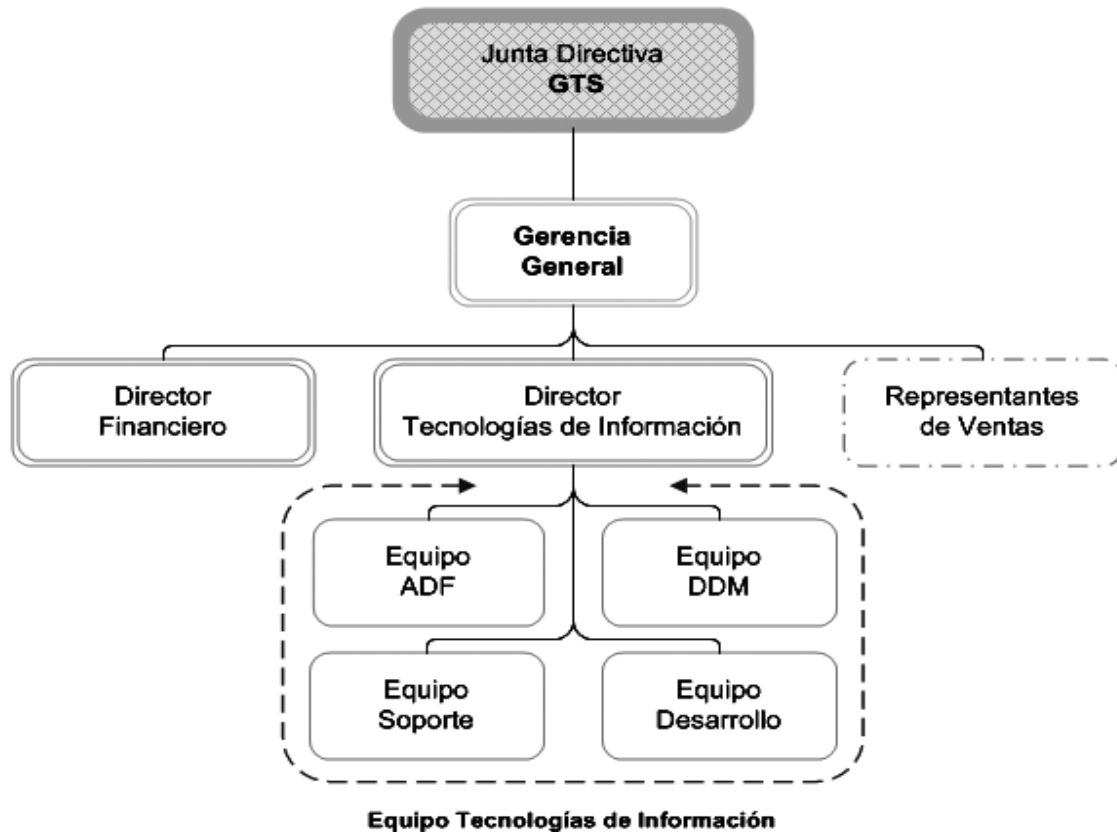 Junta Directiva
GTS
Gerencia
General
Director
Financiero
Director
Tecnologías de Información
Representantes
de Ventas
Equipo
ADF
Equipo
DDM
Equipo
Soporte
Equipo
Desarrollo
Equipo Tecnologías de Información